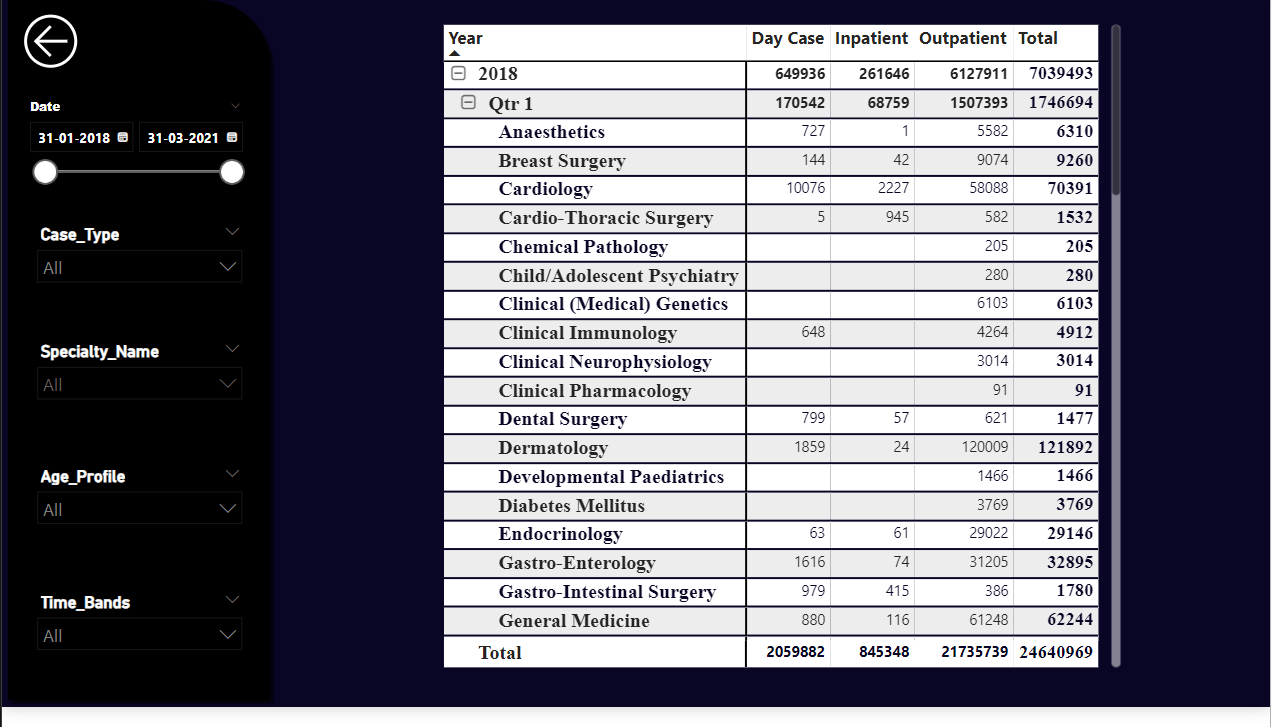 Date
31-01-2018 31-03-2021
Case_Type
All
Specialty_Name
All
Age_Profile
All
Time_Bands
All
Year Day Case Inpatient Outpatient Total
2018 649936 261646 6127911 7039493
Qtr 1 170542 68759 1507393 1746694
Anaesthetics 727 1 5582 6310
Breast Surgery 144 42 9074 9260
Cardiology 10076 2227 58088 70391
Cardio-Thoracic Surgery 5 945 582 1532
Chemical Pathology 205 205
Child/Adolescent Psychiatry 280 280
Clinical (Medical) Genetics 6103 6103
Clinical Immunology 648 4264 4912
Clinical Neurophysiology 3014 3014
Clinical Pharmacology 91 91
Dental Surgery 799 57 621 1477
Dermatology 1859 24 120009 121892
Developmental Paediatrics 1466 1466
Diabetes Mellitus 3769 3769
Endocrinology 63 61 29022 29146
Gastro-Enterology 1616 74 31205 32895
Gastro-Intestinal Surgery 979 415 386 1780
General Medicine 880 116 61248 62244
Total 2059882 845348 21735739 24640969